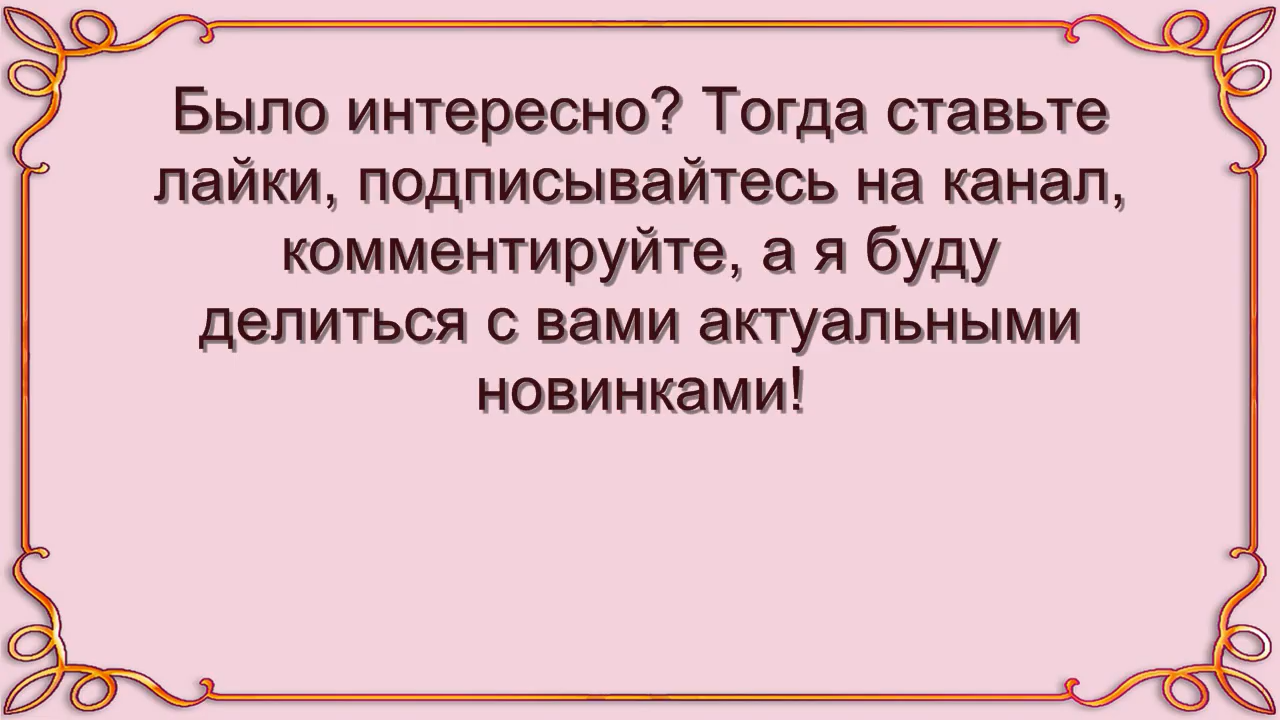 Было интересно? Тогда ставьте
лайки, подписывайтесь на канал,
комментируйте, а я буду
делиться с вами актуальными
новинками!